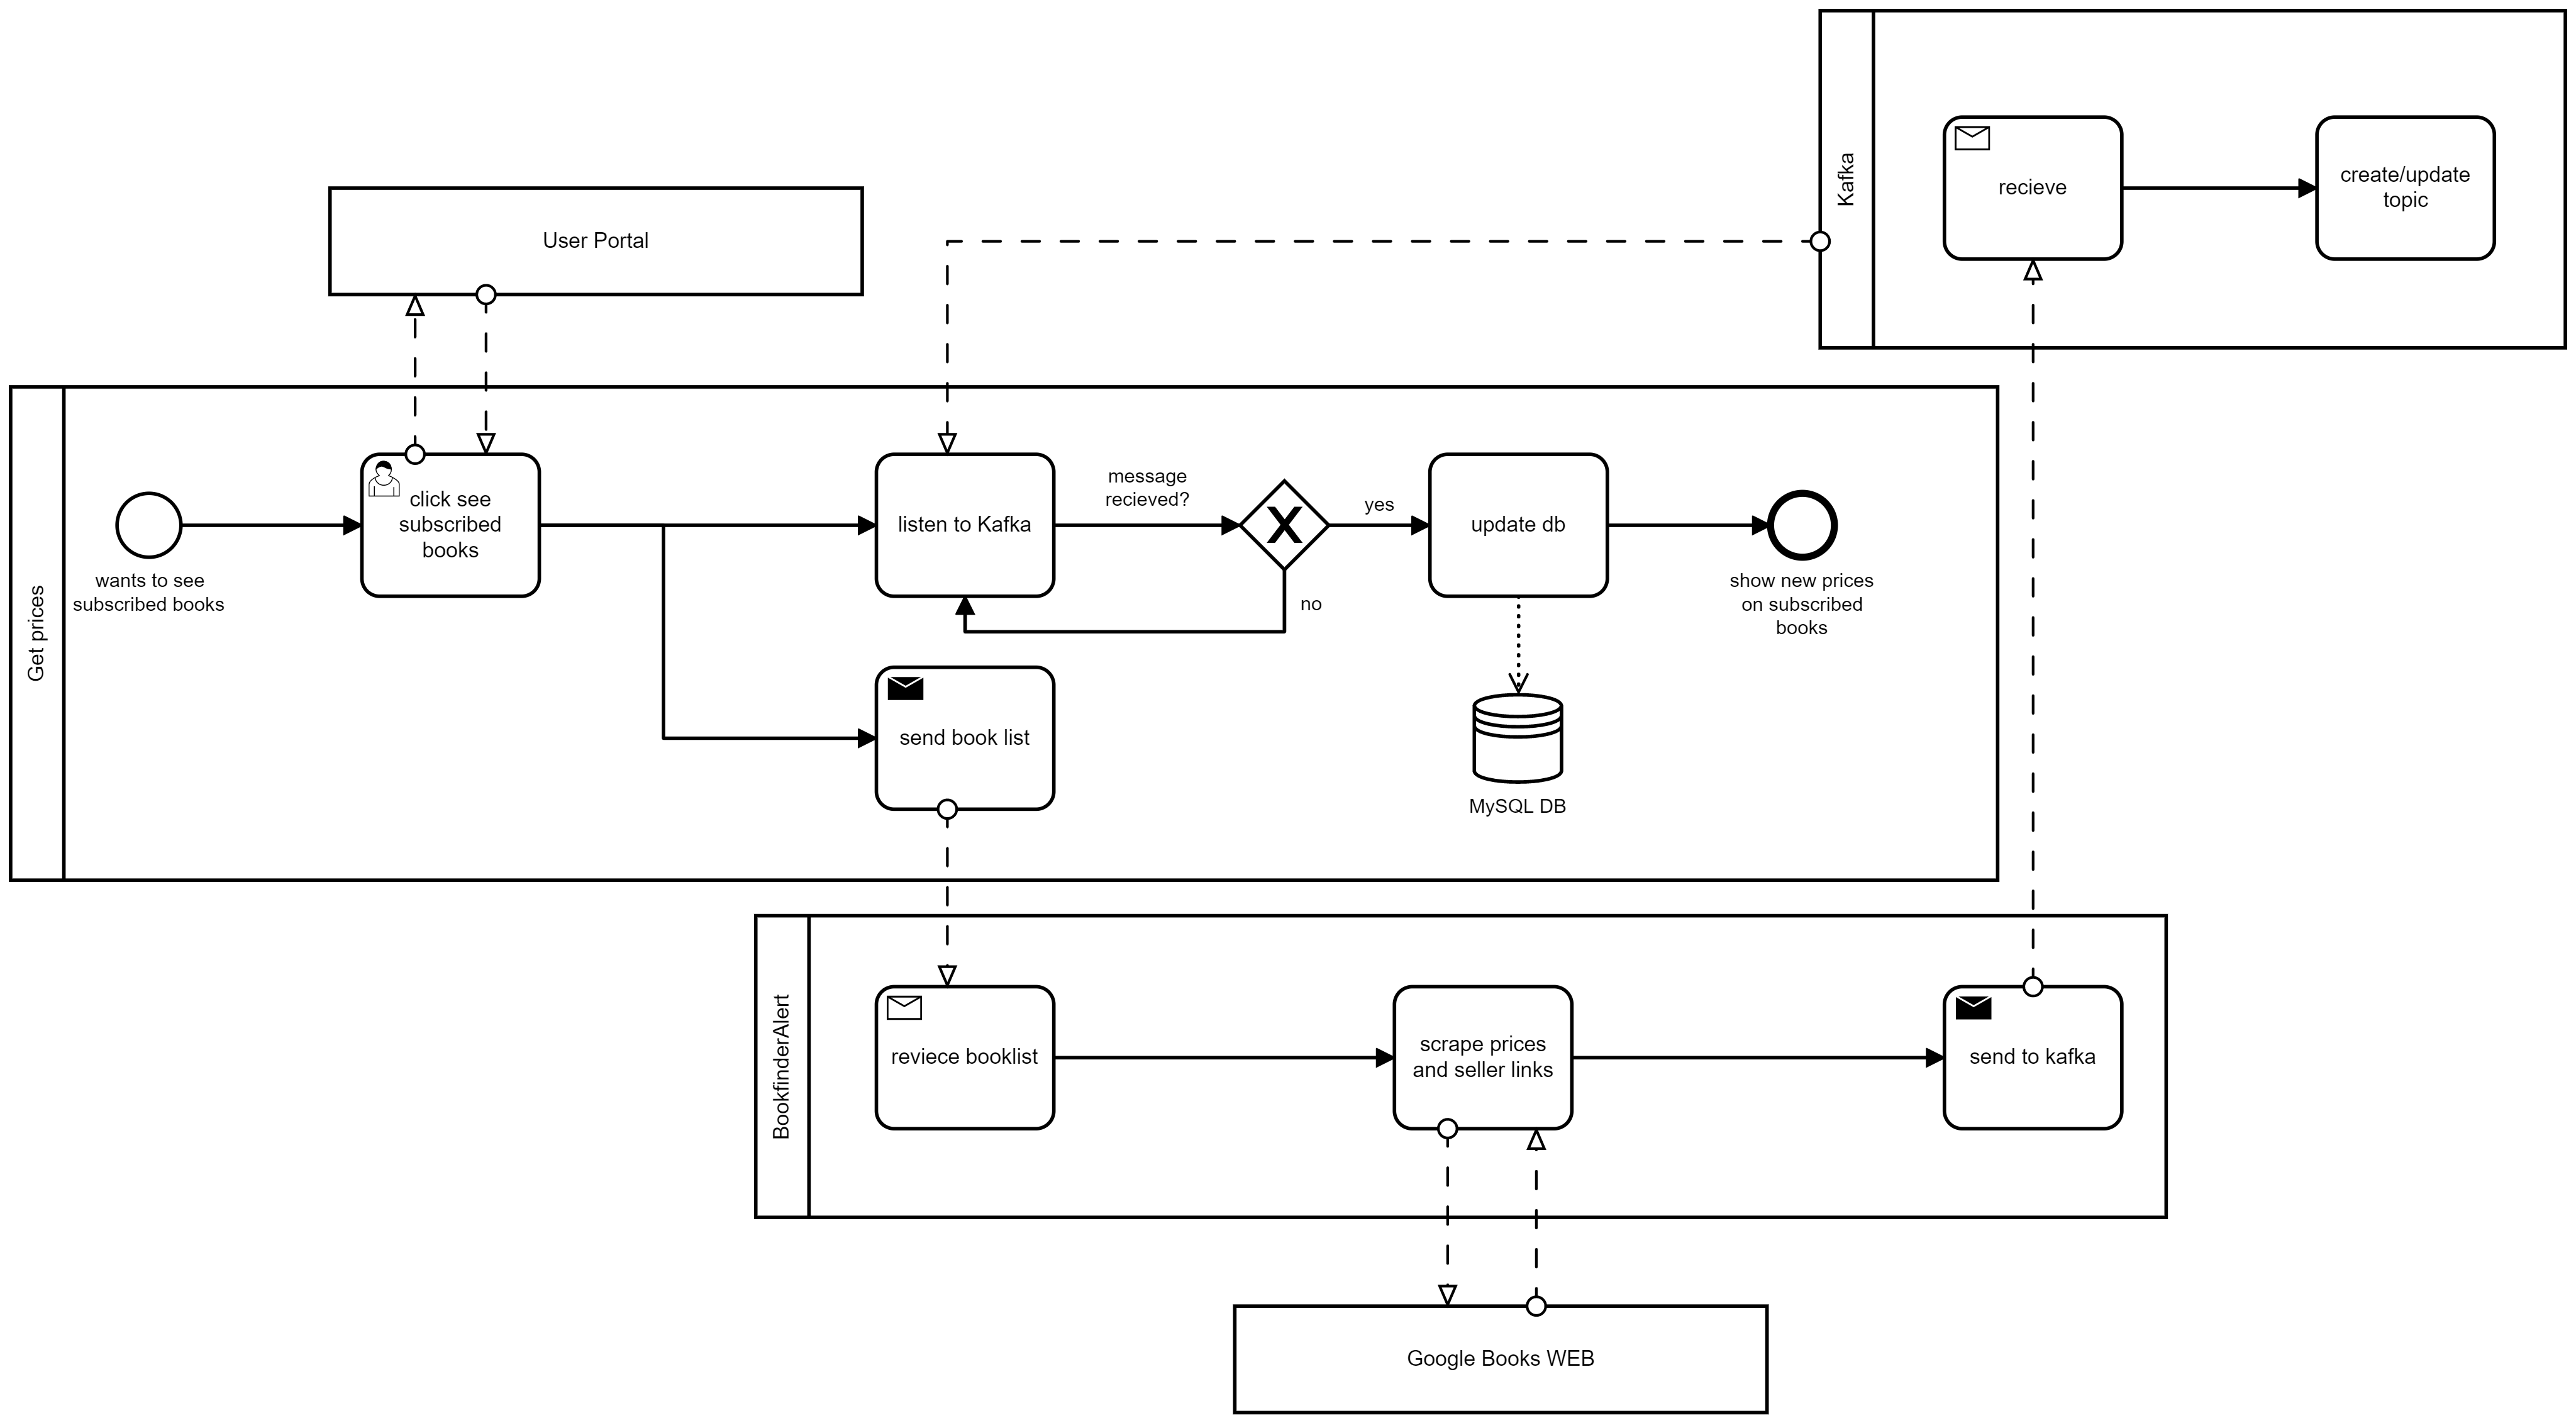 Kafka
recieve
create/update
topic
User Portal
Get prices
wants to see
subscribed books
click see
subscribed
books
listen to Kafka
message
recieved?
X
yes
no
update db
show new prices
on subscribed
books
send book list
MySQL DB
BookfinderAlert
reviece booklist
scrape prices
and seller links
send to kafka
Google Books WEB